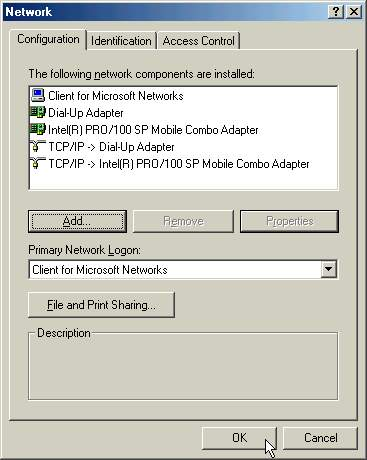 Network
Configuration Identification Access Control
The following network components are installed:
Client for Microsoft Networks
Dial-Up Adapter
Intel(R) PRO/100 SP Mobile Combo Adapter
TCP/IP -> Dial-Up Adapter
TCP/IP -> Intel(R) PRO/100 SP Mobile Combo Adapter
Add... Remove Properties
Primary Network Logon:
Client for Microsoft Networks
File and Print Sharing...
Description
OK Cancel